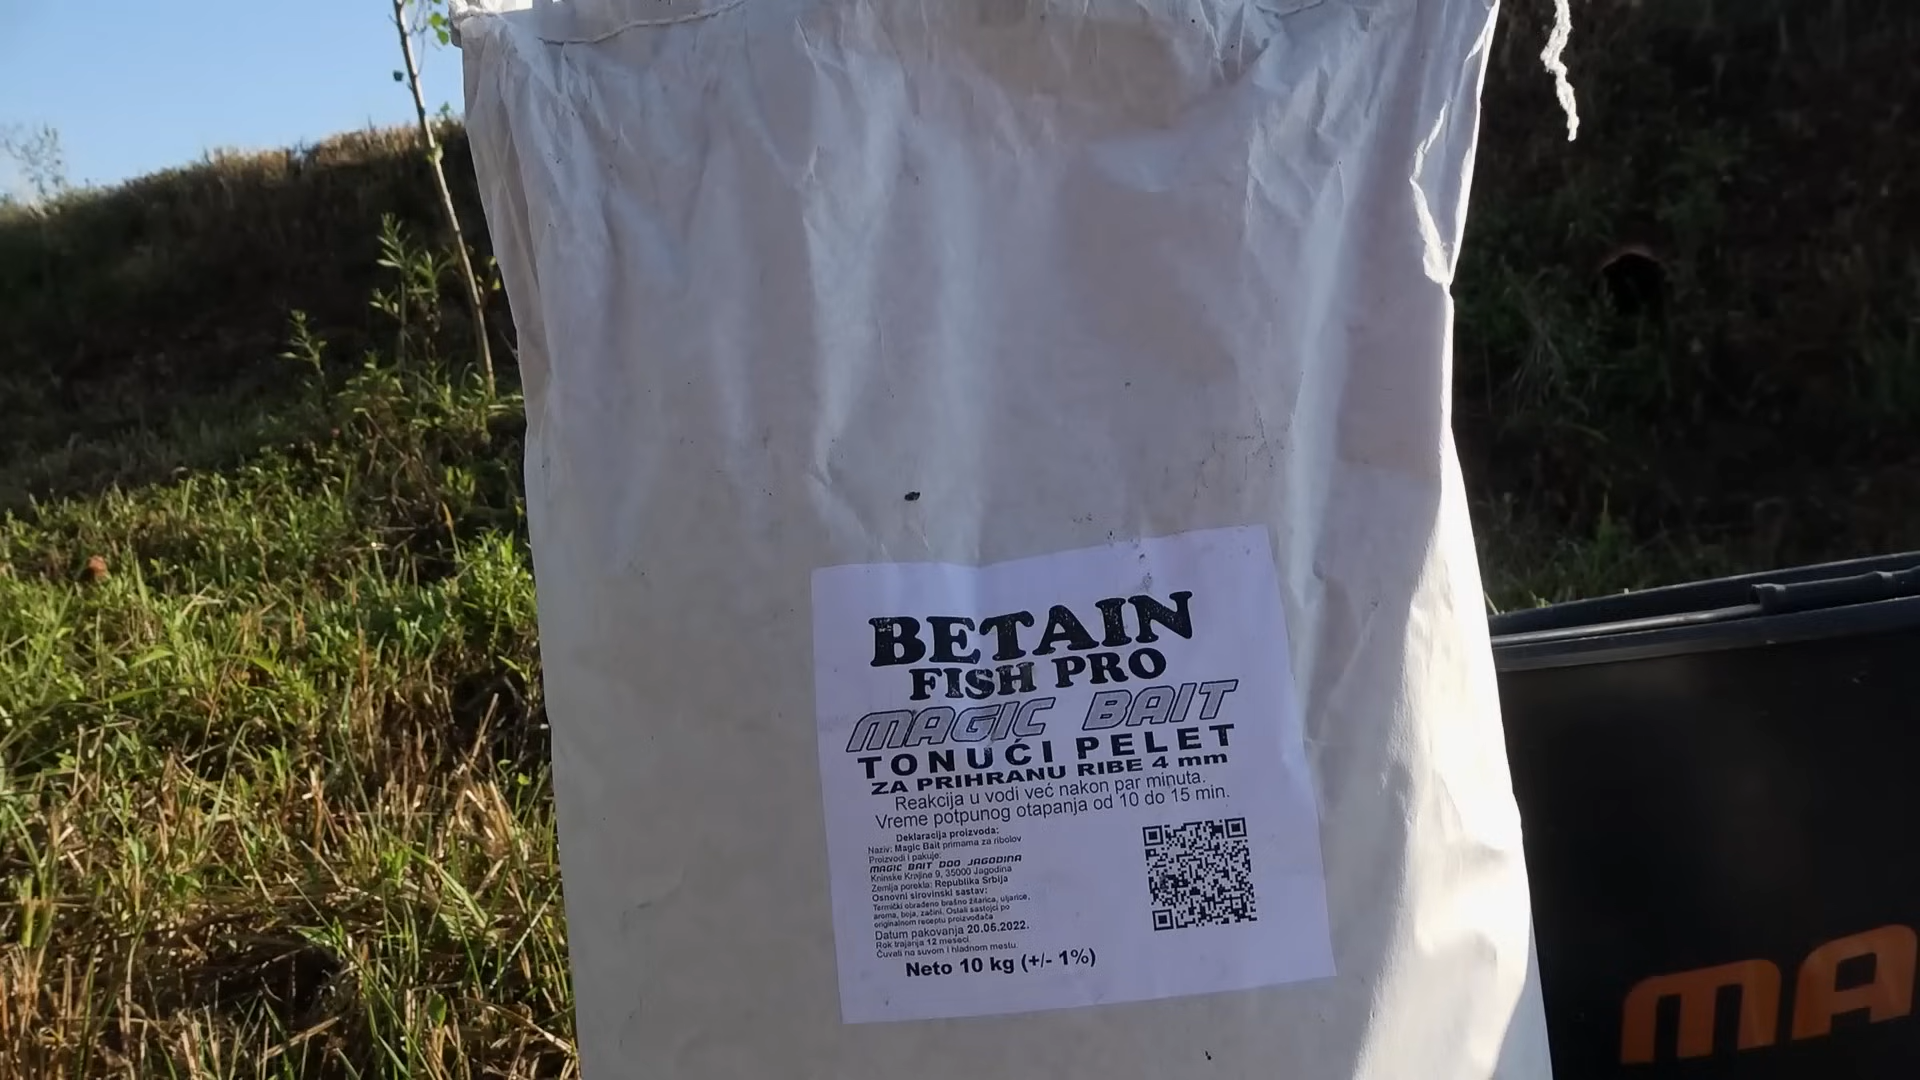 BETAIN
FISH PRO
MAGIC BAIT
TONUĆI PELET
ZA PRIHRANU RIBE 4 mm
Reakcija u vodi već nakon par minuta.
Vreme potpunog otapanja od 10 do 15 min.
Deklaracija proizvoda:
Naziv: Magic Bait primama za ribolov
Proizvodi i pakuje:
MAGIC BAIT DOO JAGODINA
Kninske Krajine 9, 35000 Jagodina
Zemlja porekla: Republika Srbija
Osnovni sirovinski sastav:
Termički obrađeno brašno žitarica, uljarice,
aroma, boja, začini. Ostali sastojci po
originalnom receptu proizvođača
Datum pakovanja 20.06.2022.
Rok trajanja 12 meseci
Čuvati na suvom i hladnom mestu.
Neto 10 kg (+/- 1%)
MA